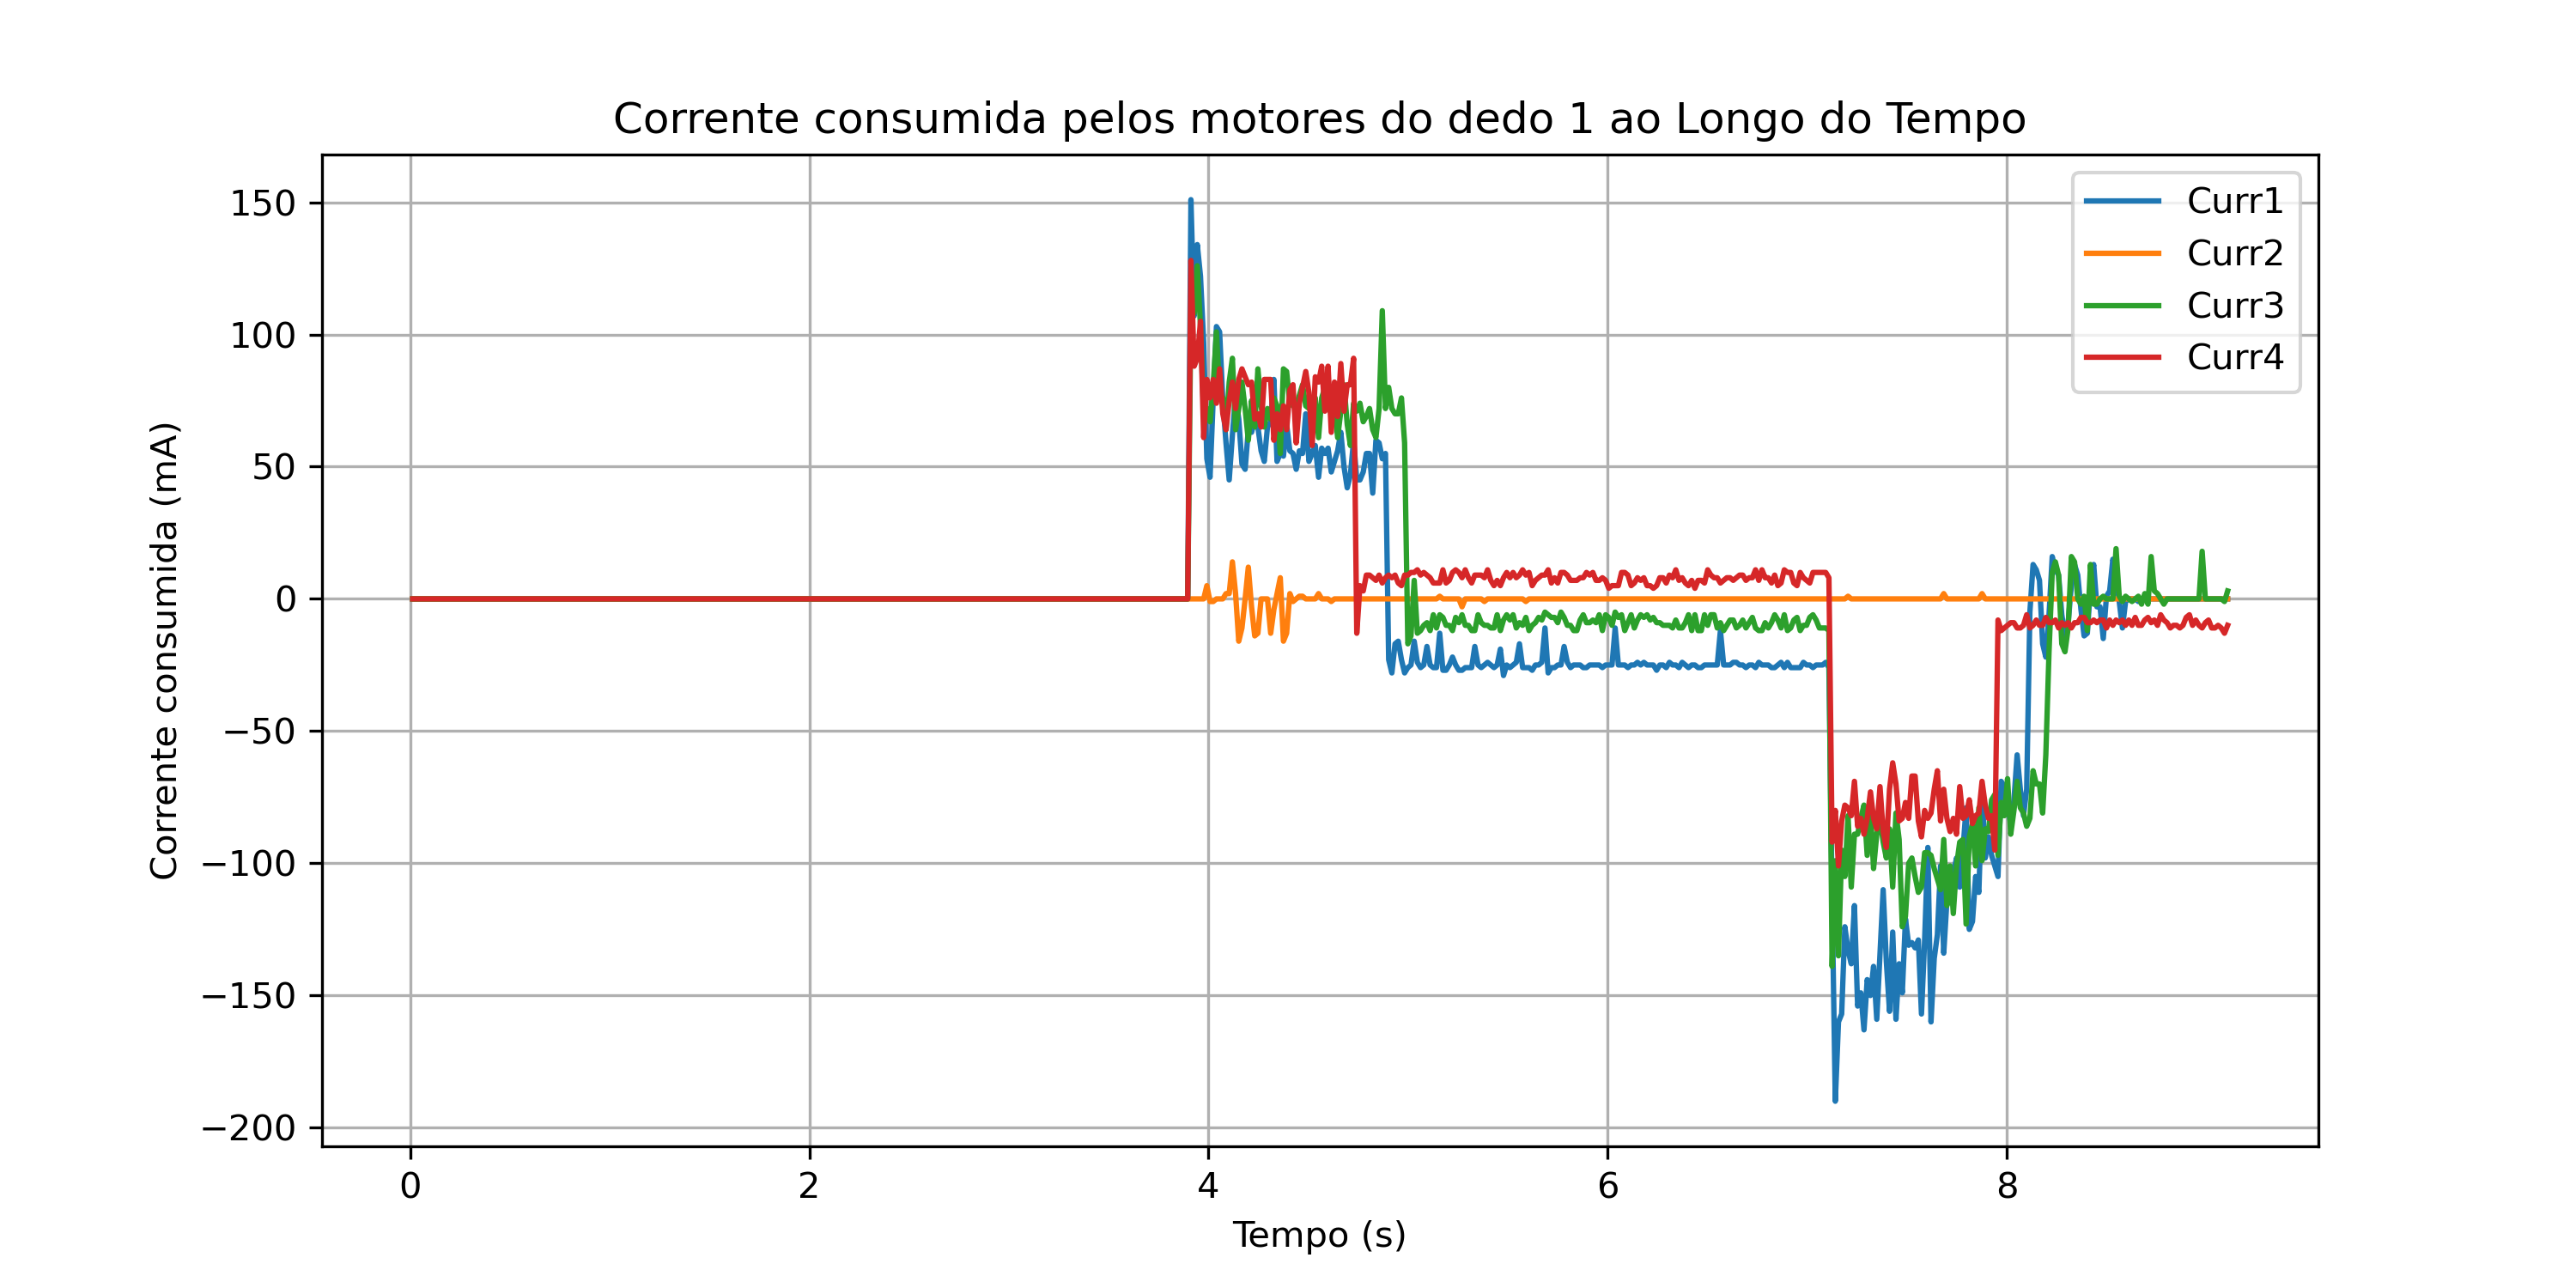 Corrente consumida pelos motores do dedo 1 ao Longo do Tempo
Corrente consumida (mA)
150
100
50
0
−50
−100
−150
−200
Curr1
Curr2
Curr3
Curr4
0 2 4 6 8
Tempo (s)